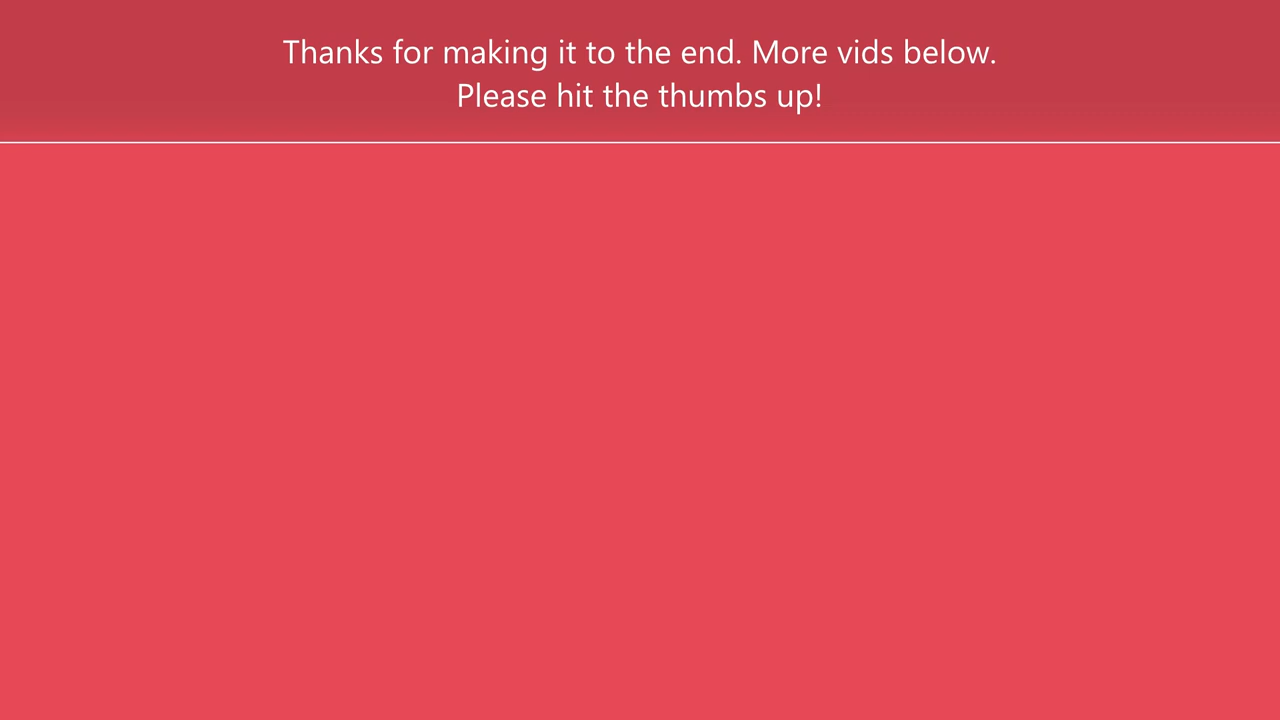 Thanks for making it to the end. More vids below.
Please hit the thumbs up!